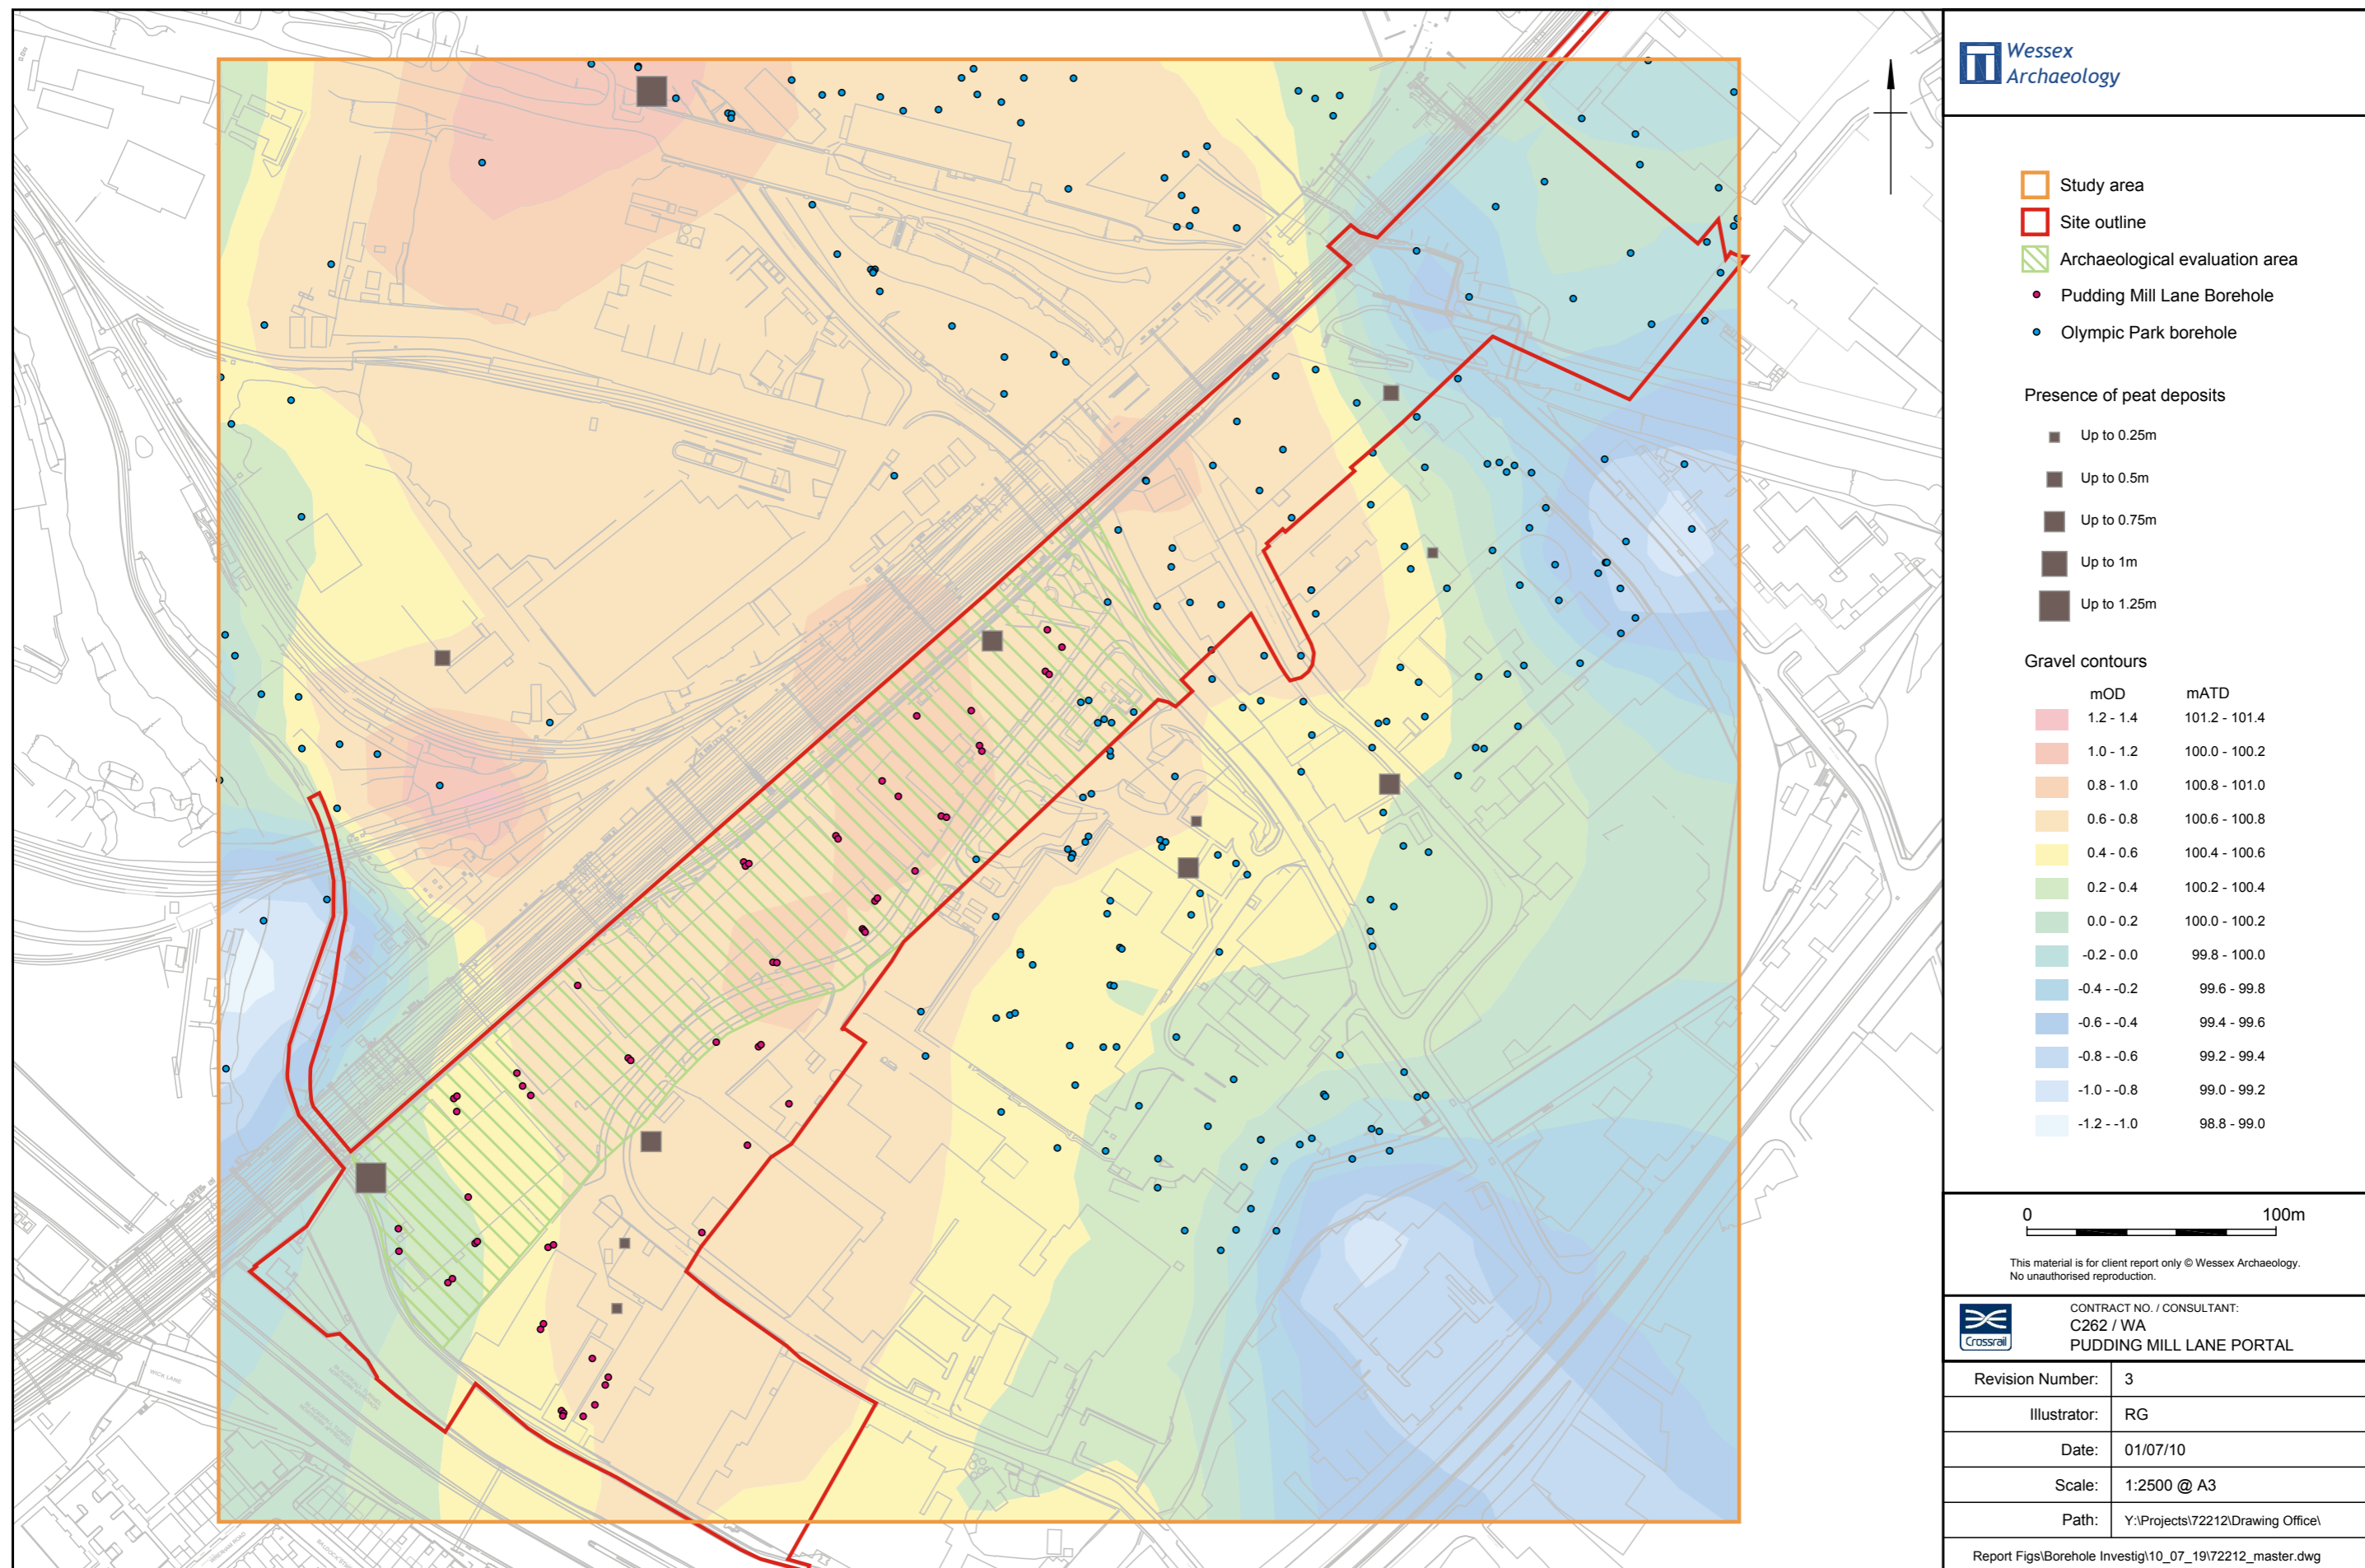 Wessex
Archaeology
Study area
Site outline
Archaeological evaluation area
Pudding Mill Lane Borehole
Olympic Park borehole
Presence of peat deposits
Up to 0.25m
Up to 0.5m
Up to 0.75m
Up to 1m
Up to 1.25m
Gravel contours
mOD mATD
1.2 - 1.4 101.2 - 101.4
1.0 - 1.2 100.0 - 100.2
0.8 - 1.0 100.8 - 101.0
0.6 - 0.8 100.6 - 100.8
0.4 - 0.6 100.4 - 100.6
0.2 - 0.4 100.2 - 100.4
0.0 - 0.2 100.0 - 100.2
-0.2 - 0.0 99.8 - 100.0
-0.4 - -0.2 99.6 - 99.8
-0.6 - -0.4 99.4 - 99.6
-0.8 - -0.6 99.2 - 99.4
-1.0 - -0.8 99.0 - 99.2
-1.2 - -1.0 98.8 - 99.0
0 100m
This material is for client report only © Wessex Archaeology.
No unauthorised reproduction.
Crossrail
CONTRACT NO. / CONSULTANT:
C262 / WA
PUDDING MILL LANE PORTAL
Revision Number: 3
Illustrator: RG
Date: 01/07/10
Scale: 1:2500 @ A3
Path: Y:\Projects\72212\Drawing Office\
Report Figs\Borehole Investig\10_07_19\72212_master.dwg
WICK LANE